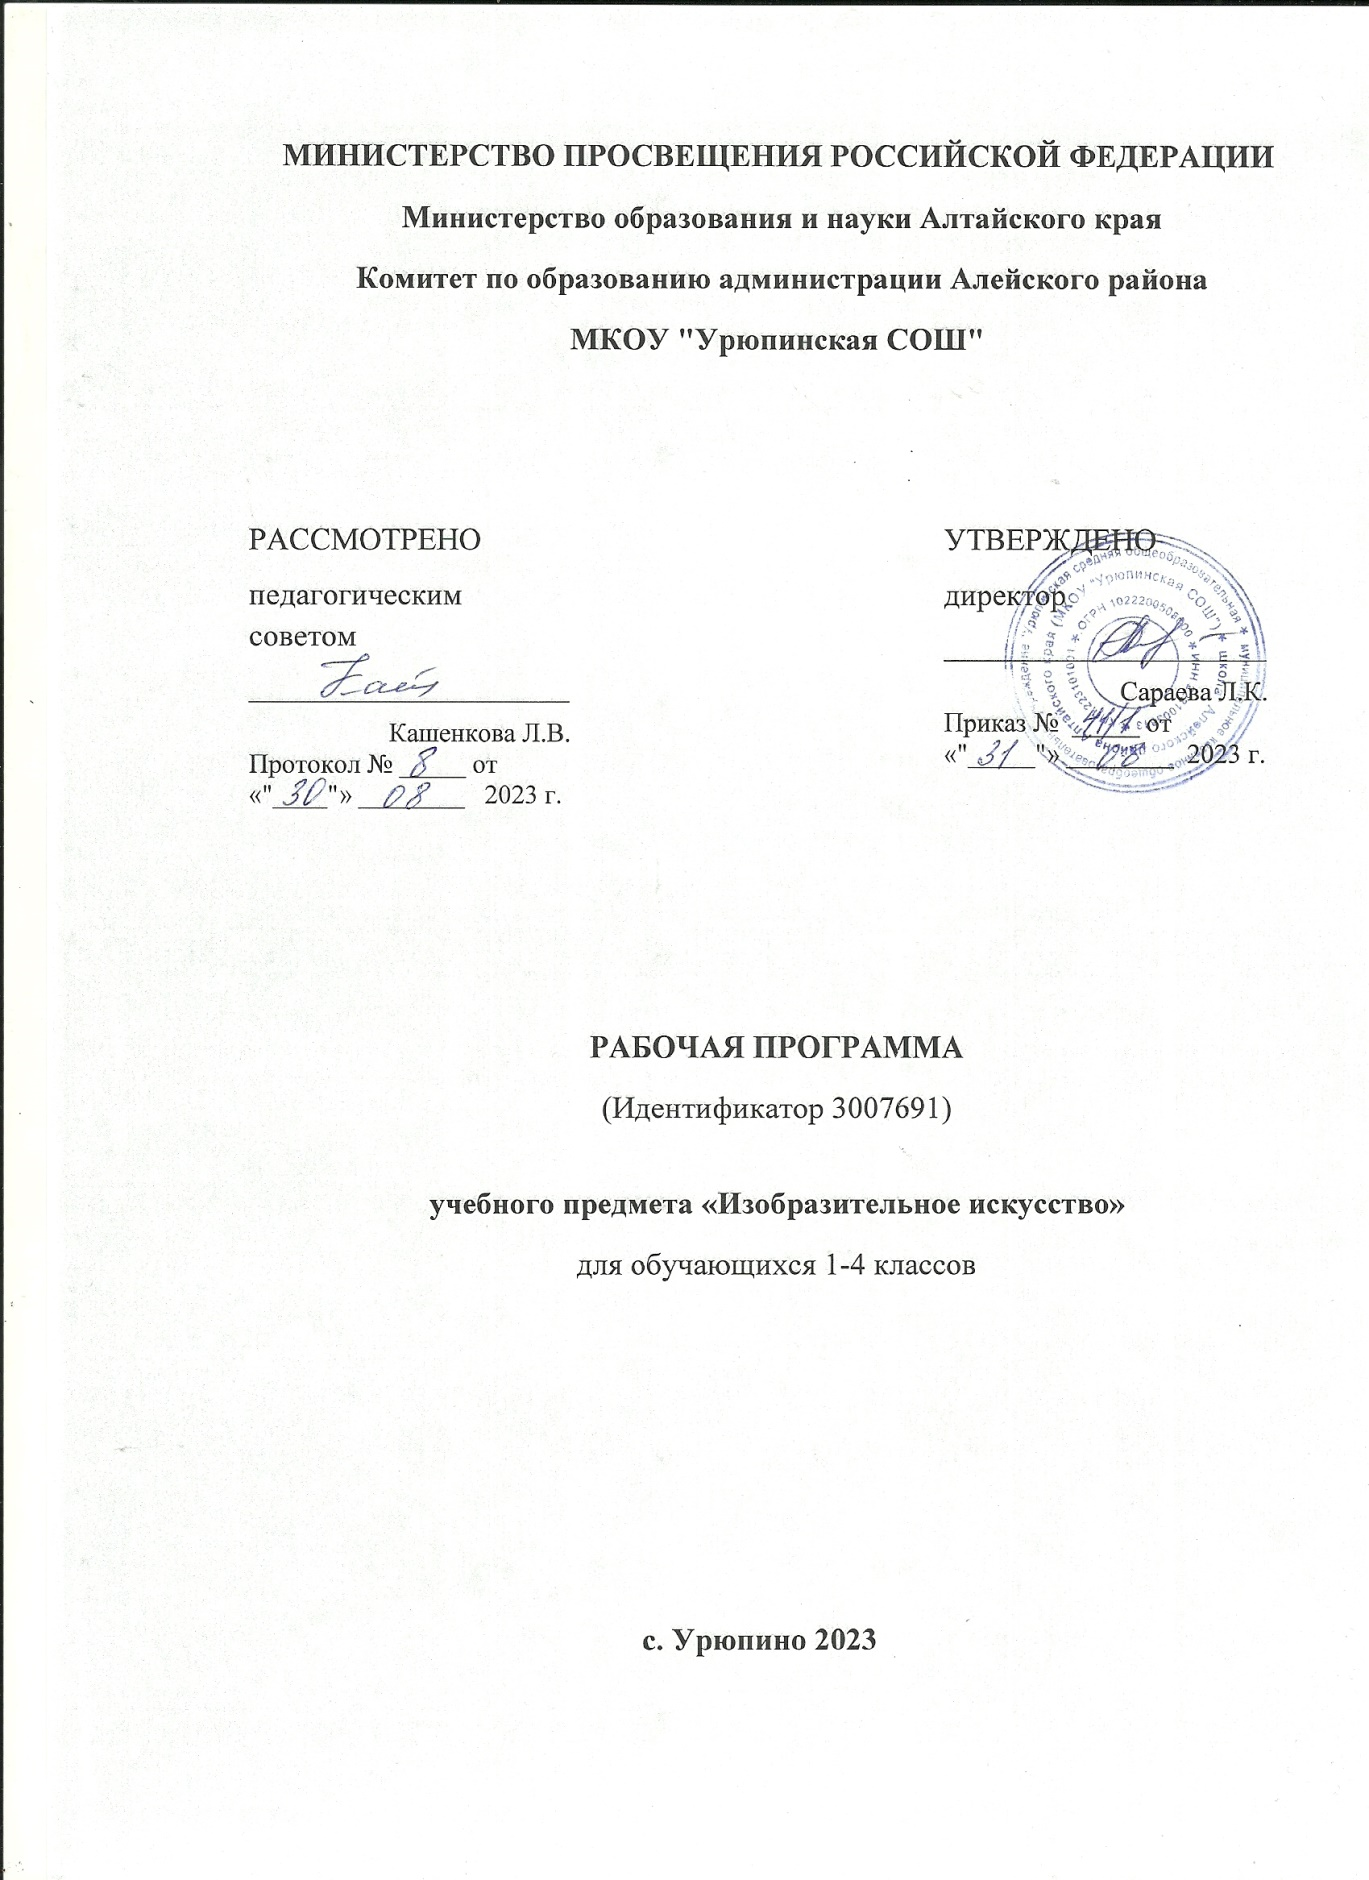 МИНИСТЕРСТВО ПРОСВЕЩЕНИЯ РОССИЙСКОЙ ФЕДЕРАЦИИ
Министерство образования и науки Алтайского края
Комитет по образованию администрации Алейского района
МКОУ "Урюпинская СОШ"
РАССМОТРЕНО
педагогическим
советом
Кашенкова Л.В.
Протокол № 8 от
«"30"» 08 2023 г.
УТВЕРЖДЕНО
директор
Сараева Л.К.
Приказ № от
«"31"» 08 2023 г.
РАБОЧАЯ ПРОГРАММА
(Идентификатор 3007691)
учебного предмета «Изобразительное искусство»
для обучающихся 1-4 классов
с. Урюпино 2023